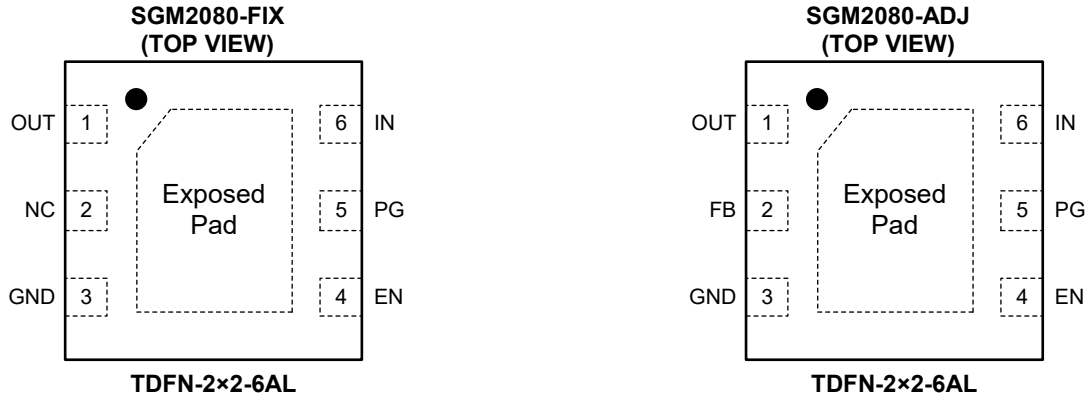 SGM2080-FIX
(TOP VIEW)
OUT 1 6 IN
NC 2 Exposed Pad 5 PG
GND 3 4 EN
TDFN-2×2-6AL
SGM2080-ADJ
(TOP VIEW)
OUT 1 6 IN
FB 2 Exposed Pad 5 PG
GND 3 4 EN
TDFN-2×2-6AL